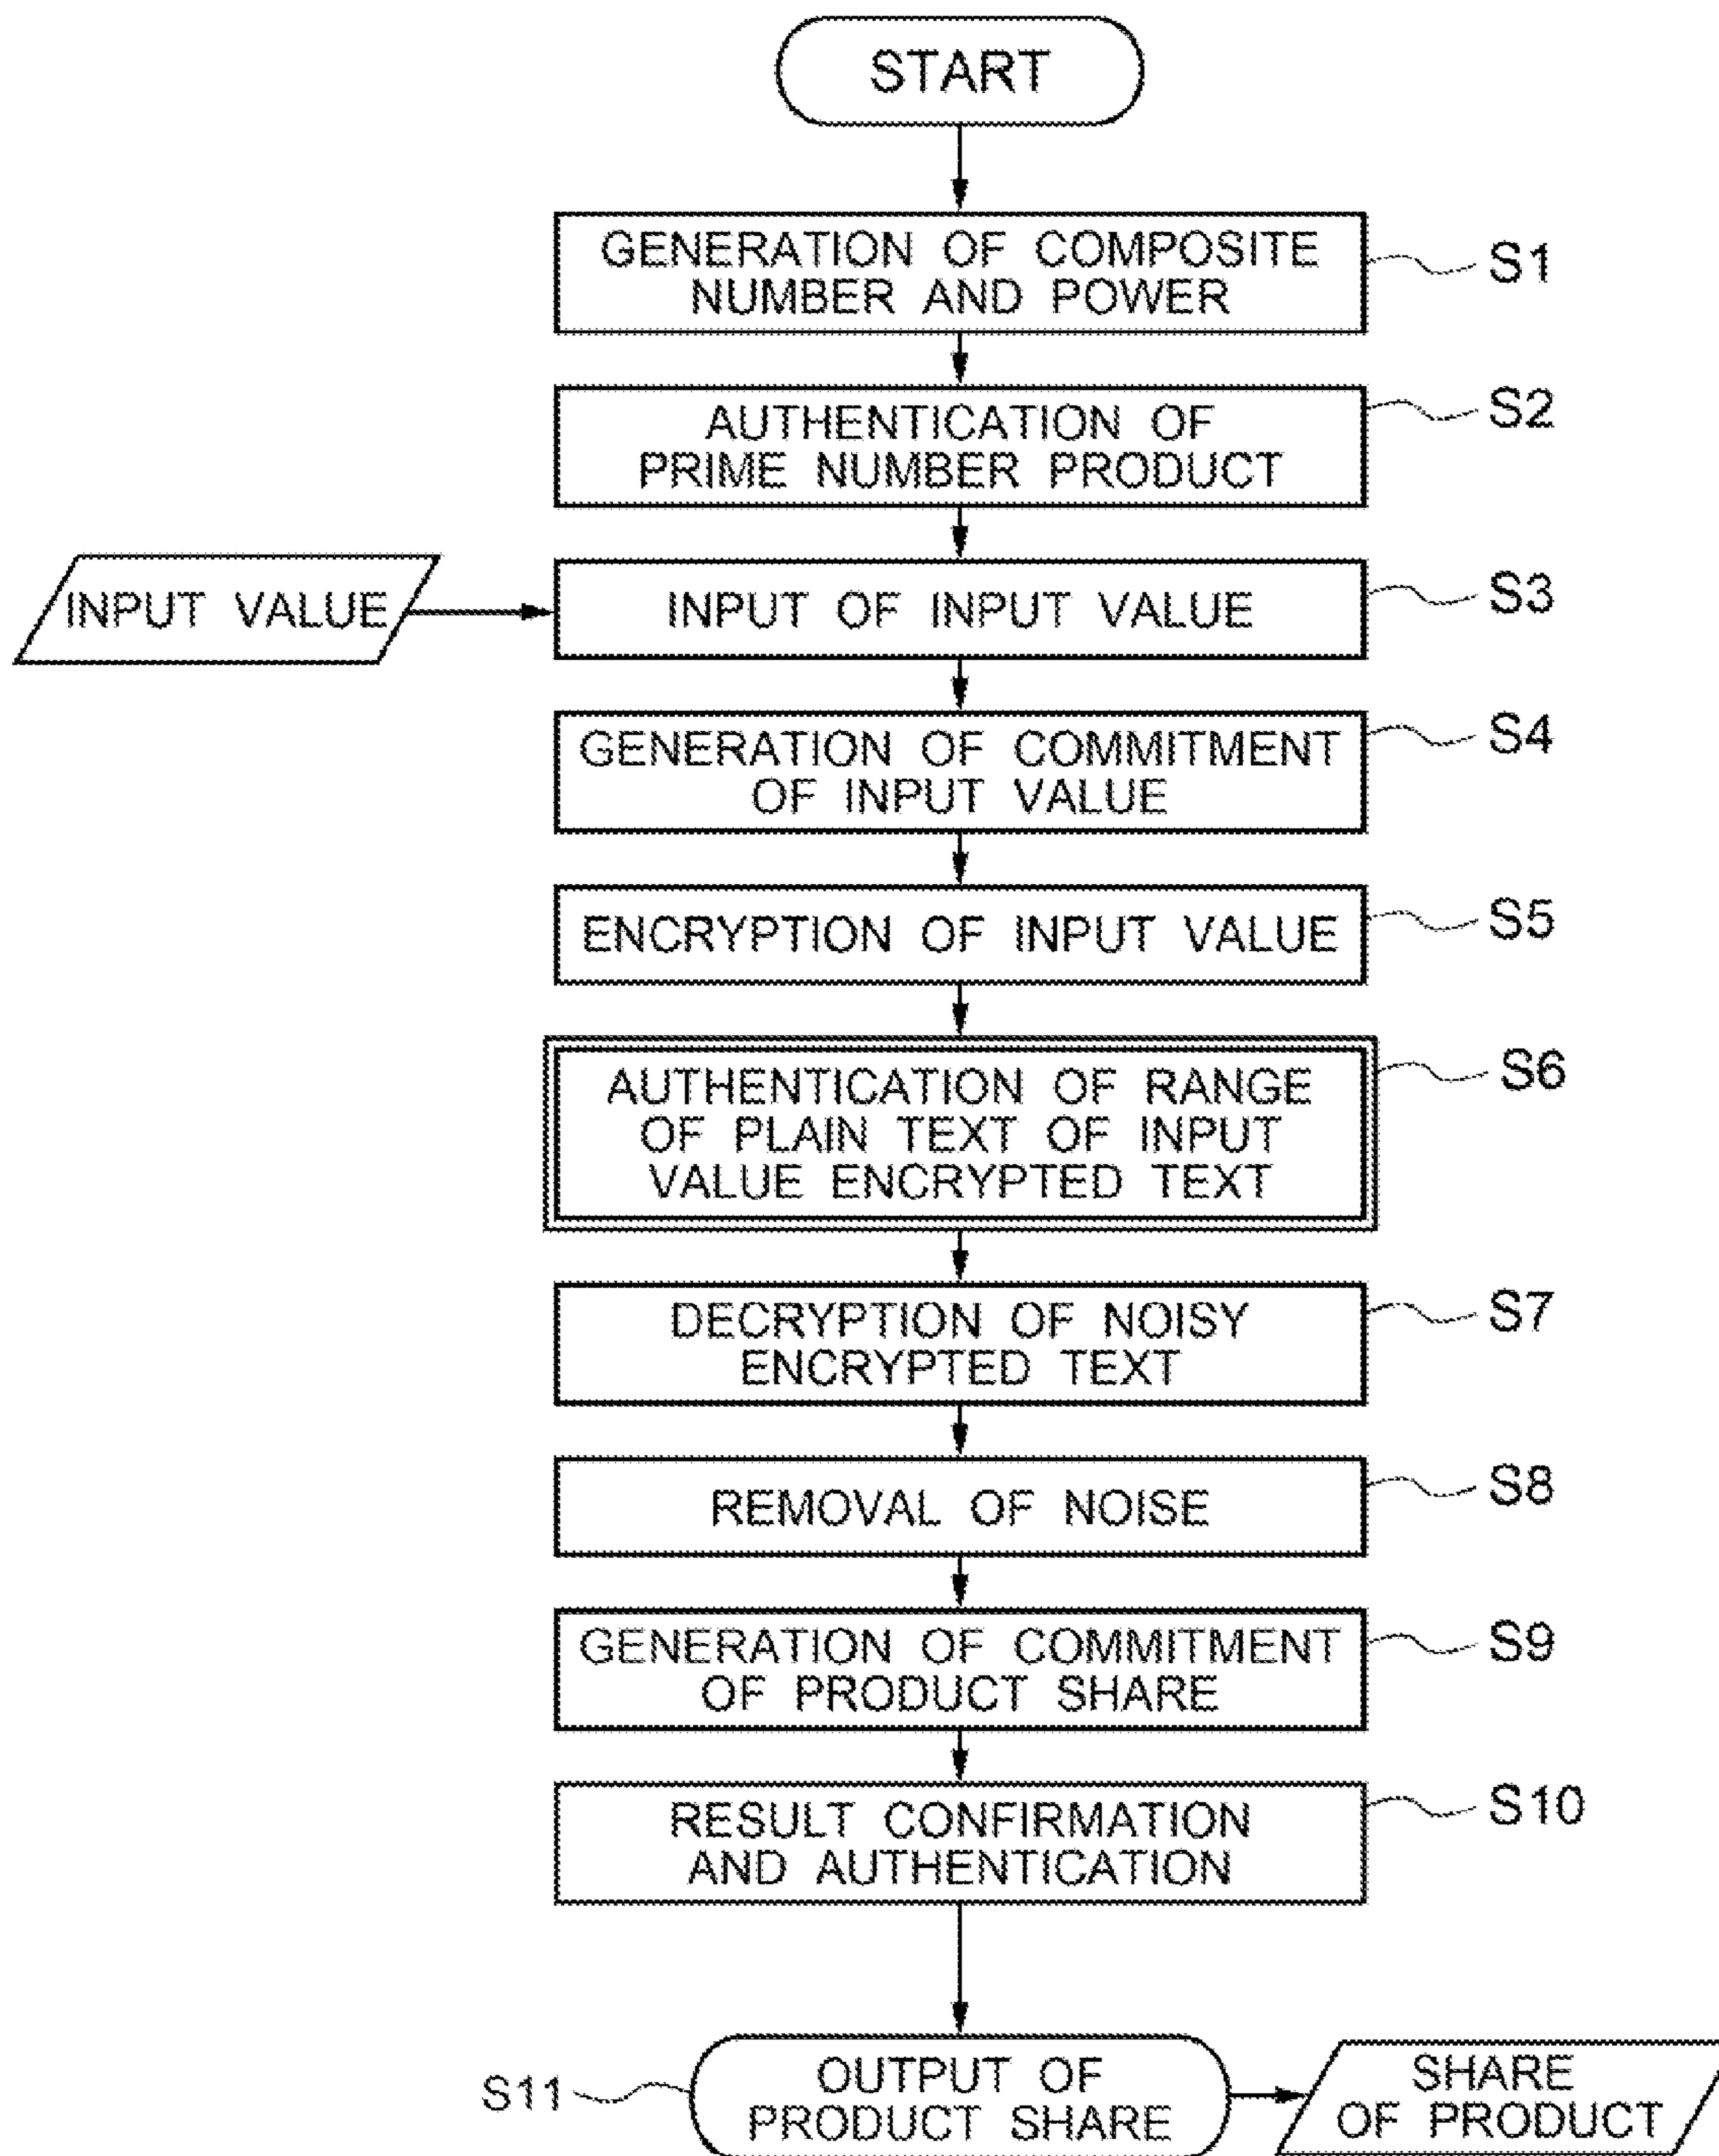 START
GENERATION OF COMPOSITE
NUMBER AND POWER
S1
AUTHENTICATION OF
PRIME NUMBER PRODUCT
S2
INPUT VALUE
INPUT OF INPUT VALUE
S3
GENERATION OF COMMITMENT
OF INPUT VALUE
S4
ENCRYPTION OF INPUT VALUE
S5
AUTHENTICATION OF RANGE
OF PLAIN TEXT OF INPUT
VALUE ENCRYPTED TEXT
S6
DECRYPTION OF NOISY
ENCRYPTED TEXT
S7
REMOVAL OF NOISE
S8
GENERATION OF COMMITMENT
OF PRODUCT SHARE
S9
RESULT CONFIRMATION
AND AUTHENTICATION
S10
S11
OUTPUT OF
PRODUCT SHARE
SHARE
OF PRODUCT